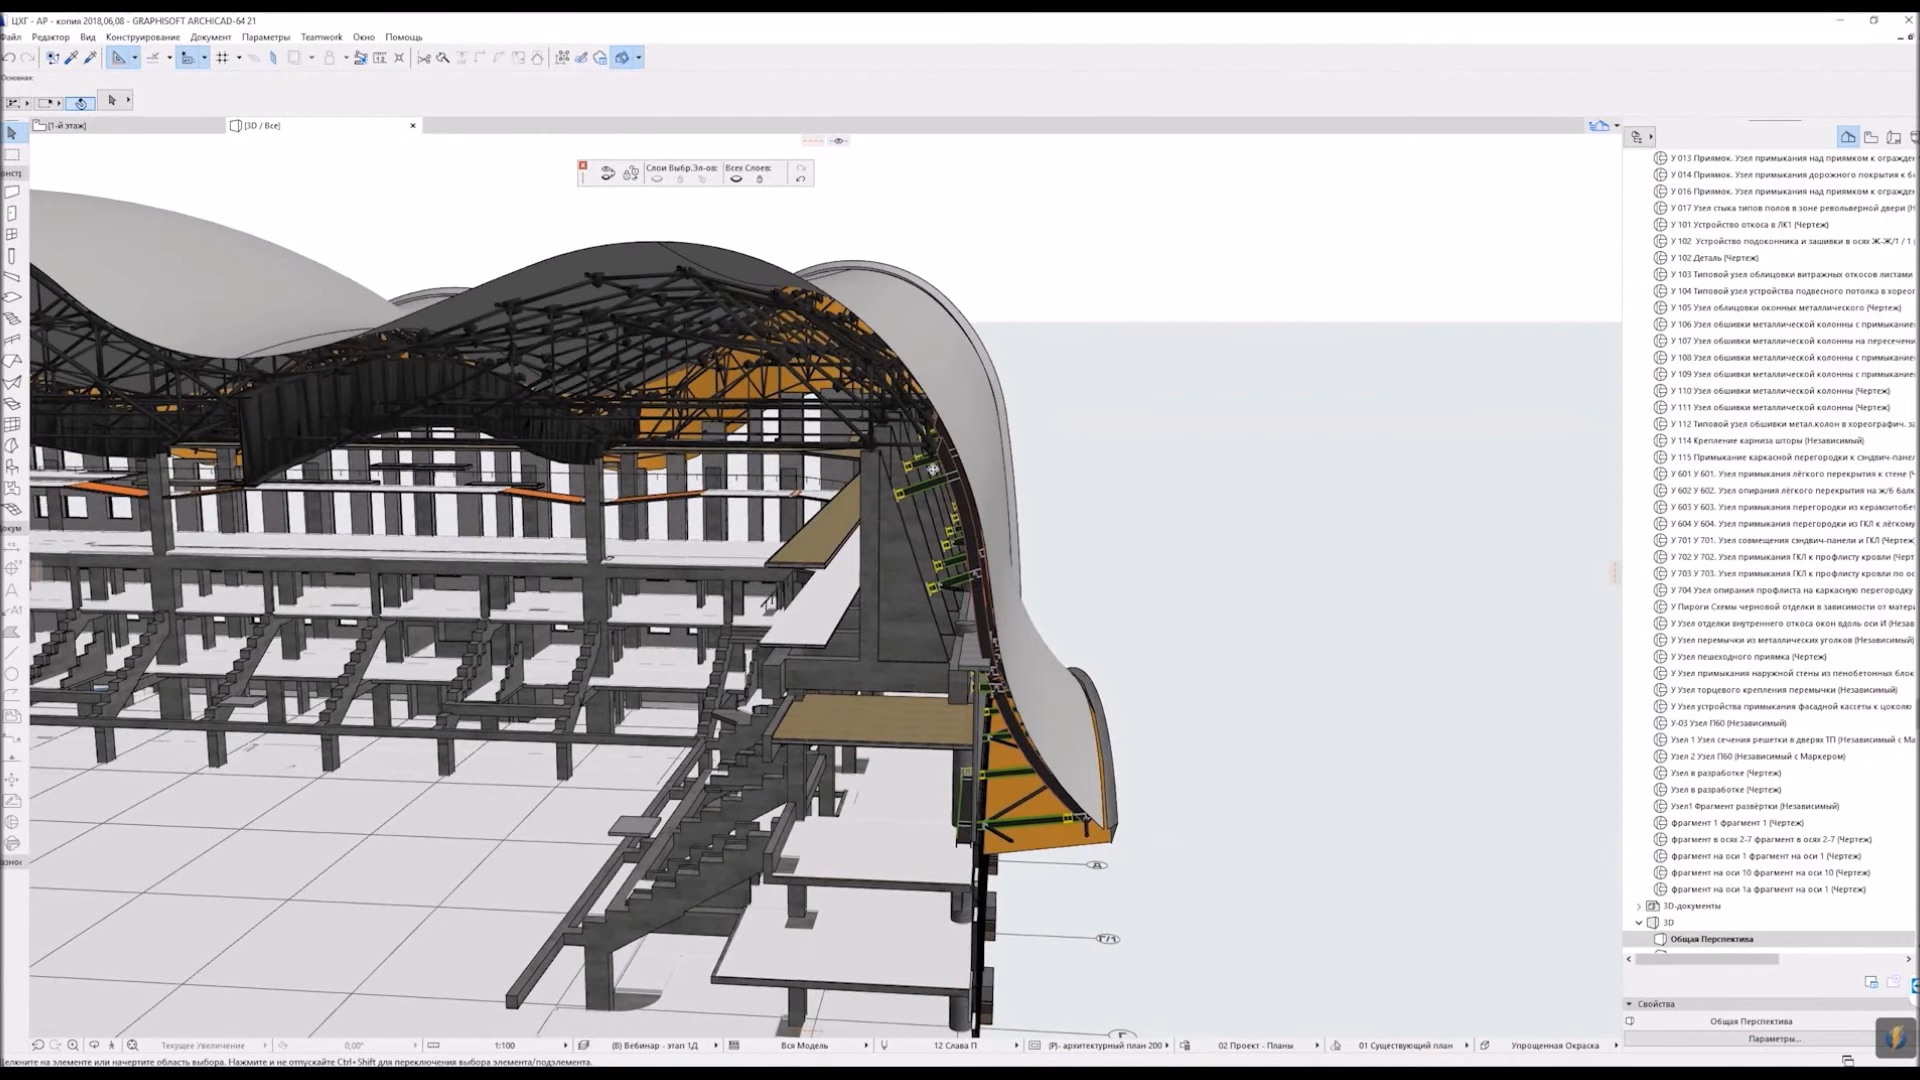 ЦХГ - АР - копия 2018,06,08 - GRAPHISOFT ARCHICAD-64 21
Файл Редактор Вид Конструирование Документ Параметры Teamwork Окно Помощь
Основная:
[1-й этаж]
[3D / Все]
Слои Выбр.Эл-ов:
Всех Слоев:
У 013 Приямок. Узел примыкания над приямком к огражде
У 014 Приямок. Узел примыкания дорожного покрытия к б
У 016 Приямок. Узел примыкания над приямком к огражде
У 017 Узел стыка типов полов в зоне револьверной двери (Н
У 101 Устройство откоса в ЛК1 (Чертеж)
У 102 Устройство подоконника и зашивки в осях Ж-Ж/1 / 1
У 102 Деталь (Чертеж)
У 103 Типовой узел облицовки витражных откосов листами
У 104 Типовой узел устройства подвесного потолка в хореог
У 105 Узел облицовки оконных металлического (Чертеж)
У 106 Узел обшивки металлической колонны с примыкание
У 107 Узел обшивки металлической колонны на пересечени
У 108 Узел обшивки металлической колонны с примыкание
У 109 Узел обшивки металлической колонны с примыкание
У 110 Узел обшивки металлической колонны (Чертеж)
У 111 Узел обшивки металлической колонны (Чертеж)
У 112 Типовой узел обшивки метал.колон в хореографич. за
У 114 Крепление карниза шторы (Независимый)
У 115 Примыкание каркасной перегородки к сэндвич-пане
У 601 У 601. Узел примыкания лёгкого перекрытия к стене (Ч
У 602 У 602. Узел опирания лёгкого перекрытия на ж/б балк
У 603 У 603. Узел примыкания перегородки из керамзитобе
У 604 У 604. Узел примыкания перегородки из ГКЛ к лёгкому
У 701 У 701. Узел совмещения сэндвич-панели и ГКЛ (Чертеж
У 702 У 702. Узел примыкания ГКЛ к профлисту кровли (Черт
У 703 У 703. Узел примыкания ГКЛ к профлисту кровли по ос
У 704 Узел опирания профлиста на каркасную перегородку
У Пироги Схемы черновой отделки в зависимости от матери
У Узел отделки внутреннего откоса окон вдоль оси И (Незав
У Узел перемычки из металлических уголков (Независимый)
У Узел пешеходного приямка (Чертеж)
У Узел примыкания наружной стены из пенобетонных блок
У Узел торцевого крепления перемычки (Независимый)
У Узел устройства примыкания фасадной кассеты к цоколю
У-03 Узел П60 (Независимый)
Узел 1 Узел сечения решетки в дверях ТП (Независимый с Ма
Узел 2 Узел П60 (Независимый с Маркером)
Узел в разработке (Чертеж)
Узел в разработке (Чертеж)
Узел1 Фрагмент развёртки (Независимый)
фрагмент 1 фрагмент 1 (Чертеж)
фрагмент в осях 2-7 фрагмент в осях 2-7 (Чертеж)
фрагмент на оси 1 фрагмент на оси 1 (Чертеж)
фрагмент на оси 10 фрагмент на оси 10 (Чертеж)
фрагмент на оси 1а фрагмент на оси 1 (Чертеж)
3D-документы
3D
Общая Перспектива
Свойства
Общая Перспектива
Параметры...
Д
Г/1
Г
Текущее Увеличение 0,00° 1:100 (В) Вебинар - этап 1Д Вся Модель 12 Слава П (Р)- архитектурный план 200 02 Проект - Планы 01 Существующий план Упрощенная Окраска
Щелкните на элементе или начертите область выбора. Нажмите и не отпускайте Ctrl+Shift для переключения выбора элемента/подэлемента.